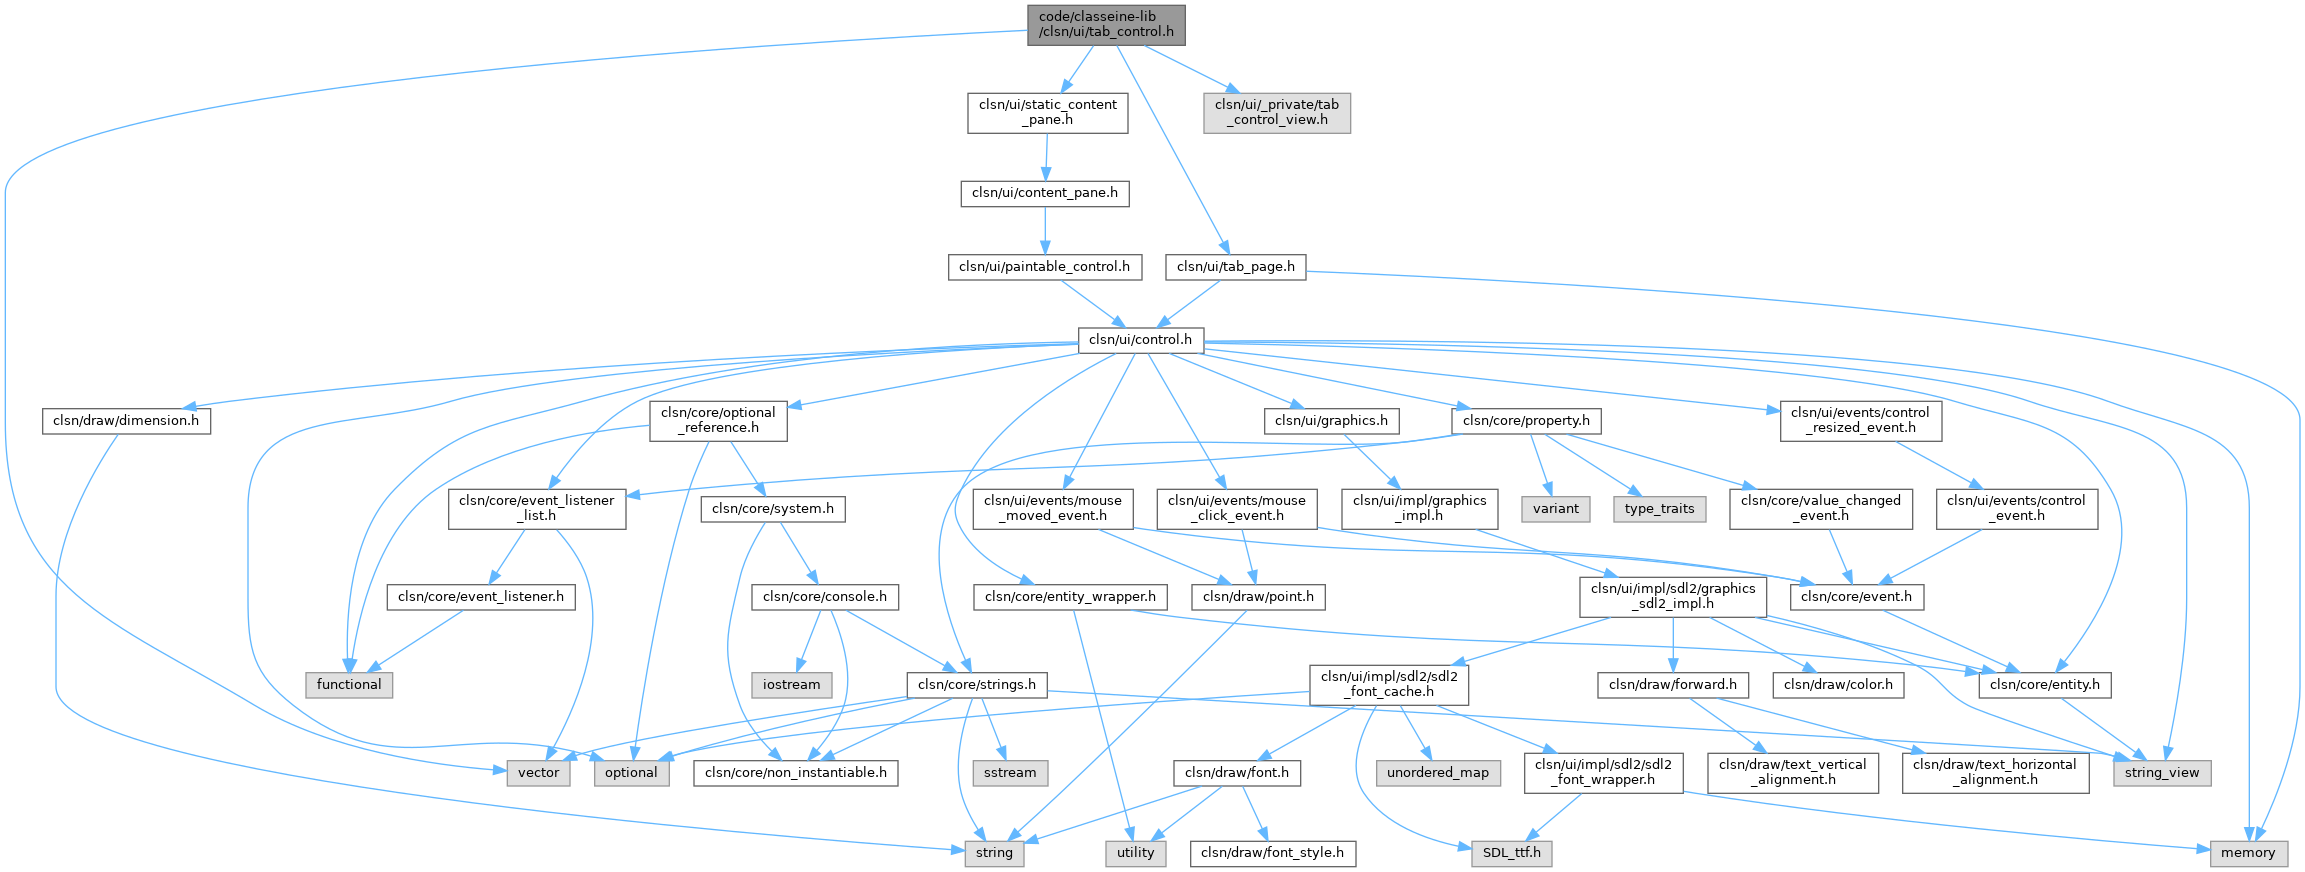 code/classeine-lib
/clsn/ui/tab_control.h
clsn/ui/static_content
_pane.h
clsn/ui/_private/tab
_control_view.h
clsn/ui/content_pane.h
clsn/ui/paintable_control.h
clsn/ui/tab_page.h
clsn/ui/control.h
clsn/draw/dimension.h
clsn/core/optional
_reference.h
clsn/ui/graphics.h
clsn/core/property.h
clsn/ui/events/control
_resized_event.h
clsn/core/event_listener
_list.h
clsn/core/system.h
clsn/ui/events/mouse
_moved_event.h
clsn/ui/events/mouse
_click_event.h
clsn/ui/impl/graphics
_impl.h
variant
type_traits
clsn/core/value_changed
_event.h
clsn/ui/events/control
_event.h
clsn/core/event_listener.h
clsn/core/console.h
clsn/core/entity_wrapper.h
clsn/draw/point.h
clsn/ui/impl/sdl2/graphics
_sdl2_impl.h
clsn/core/event.h
functional
iostream
clsn/core/strings.h
clsn/ui/impl/sdl2/sdl2
_font_cache.h
clsn/draw/forward.h
clsn/draw/color.h
clsn/core/entity.h
vector
optional
clsn/core/non_instantiable.h
sstream
clsn/draw/font.h
unordered_map
clsn/ui/impl/sdl2/sdl2
_font_wrapper.h
clsn/draw/text_vertical
_alignment.h
clsn/draw/text_horizontal
_alignment.h
string_view
string
utility
clsn/draw/font_style.h
SDL_ttf.h
memory